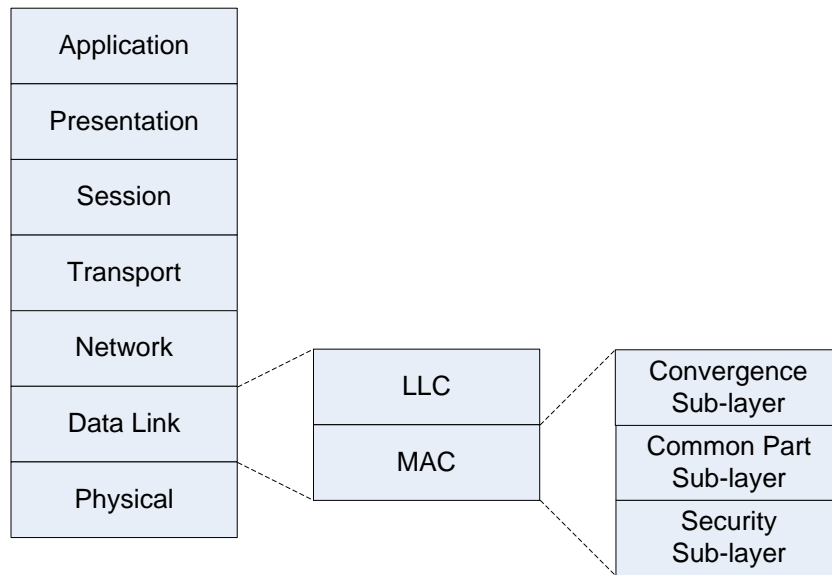 Application
Presentation
Session
Transport
Network
Data Link
Physical
LLC
MAC
Convergence
Sub-layer
Common Part
Sub-layer
Security
Sub-layer